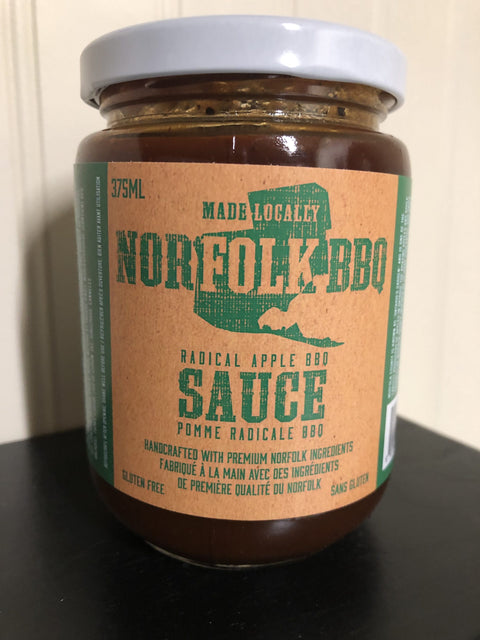 375ML
MADE LOCALLY
NORFOLK BBQ
RADICAL APPLE BBQ
SAUCE
POMME RADICALE BBQ
HANDCRAFTED WITH PREMIUM NORFOLK INGREDIENTS
FABRIQUÉ À LA MAIN AVEC DES INGRÉDIENTS
DE PREMIÈRE QUALITÉ DU NORFOLK
GLUTEN FREE
SANS GLUTEN